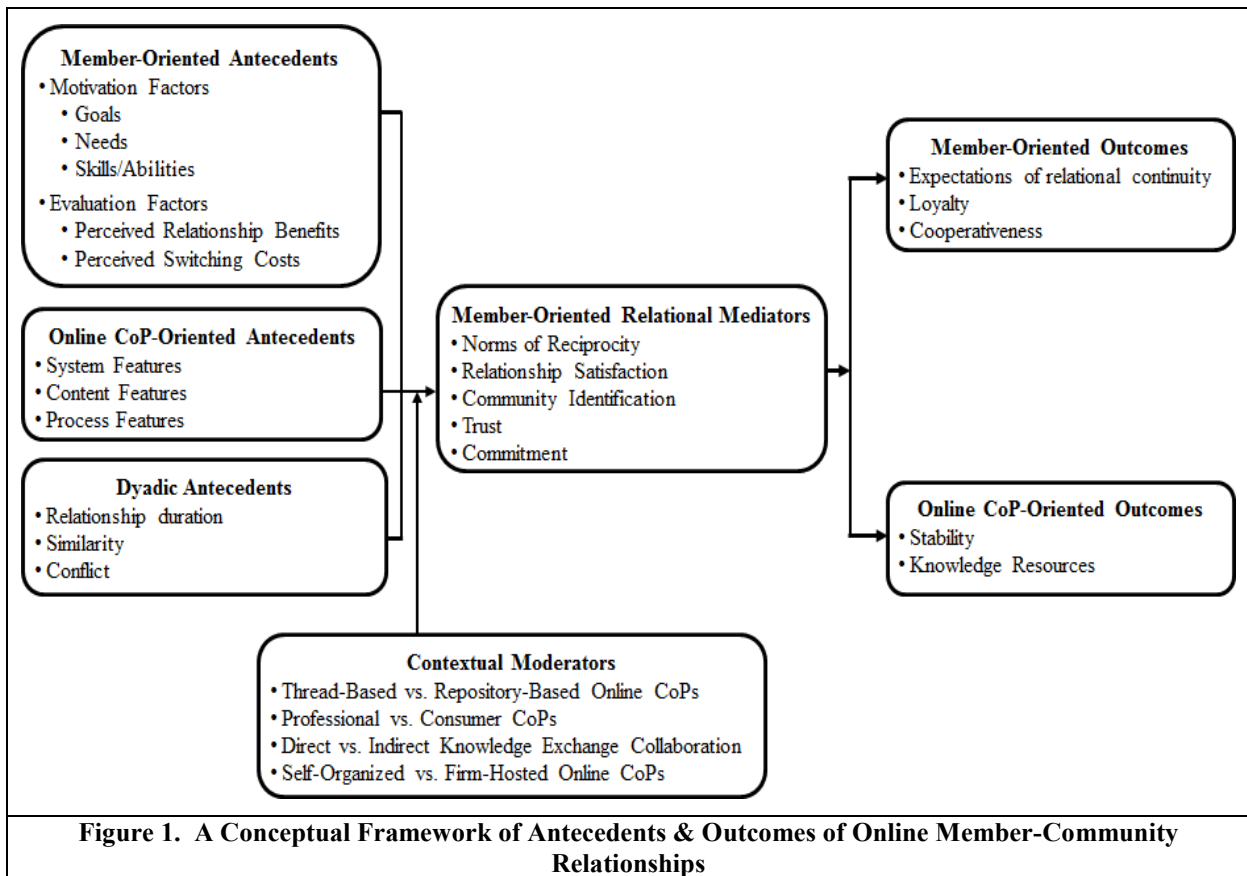 Member-Oriented Antecedents
• Motivation Factors
• Goals
• Needs
• Skills/Abilities
• Evaluation Factors
• Perceived Relationship Benefits
• Perceived Switching Costs
Online CoP-Oriented Antecedents
• System Features
• Content Features
• Process Features
Dyadic Antecedents
• Relationship duration
• Similarity
• Conflict
Member-Oriented Relational Mediators
• Norms of Reciprocity
• Relationship Satisfaction
• Community Identification
• Trust
• Commitment
Member-Oriented Outcomes
• Expectations of relational continuity
• Loyalty
• Cooperativeness
Online CoP-Oriented Outcomes
• Stability
• Knowledge Resources
Contextual Moderators
• Thread-Based vs. Repository-Based Online CoPs
• Professional vs. Consumer CoPs
• Direct vs. Indirect Knowledge Exchange Collaboration
• Self-Organized vs. Firm-Hosted Online CoPs
Figure 1. A Conceptual Framework of Antecedents & Outcomes of Online Member-Community
Relationships